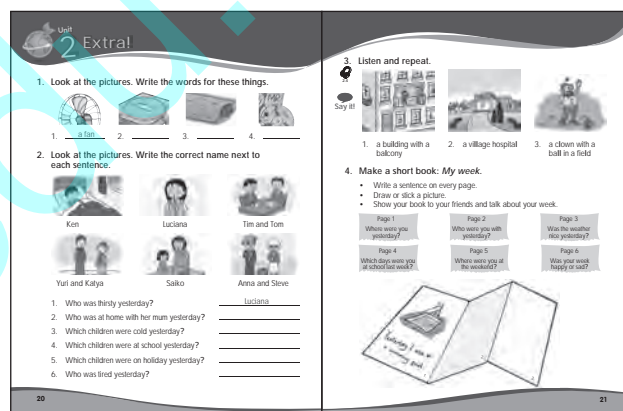 Unit
2 Extra!
1. Look at the pictures. Write the words for these things.
1. a fan 2. 3. 4.
2. Look at the pictures. Write the correct name next to
each sentence.
Ken Luciana Tim and Tom
Yuri and Katya Saiko Anna and Steve
1. Who was thirsty yesterday? Luciana
2. Who was at home with her mum yesterday?
3. Which children were cold yesterday?
4. Which children were at school yesterday?
5. Which children were on holiday yesterday?
6. Who was tired yesterday?
20
3. Listen and repeat.
Say it!
1. a building with a
balcony
2. a village hospital
3. a clown with a
ball in a field
4. Make a short book: My week.
• Write a sentence on every page.
• Draw or stick a picture.
• Show your book to your friends and talk about your week.
Page 1
Where were you
yesterday?
Page 2
Who were you with
yesterday?
Page 3
Was the weather
nice yesterday?
Page 4
Which days were you
at school last week?
Page 5
Where were you at
the weekend?
Page 6
Was your week
happy or sad?
Yesterday I was at
a swimming pool.
21